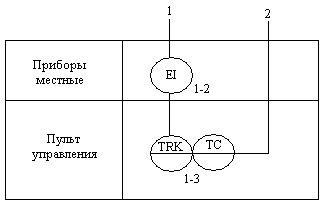 1
2
Приборы
местные
EI
1-2
Пульт
управления
TRK
TC
1-3